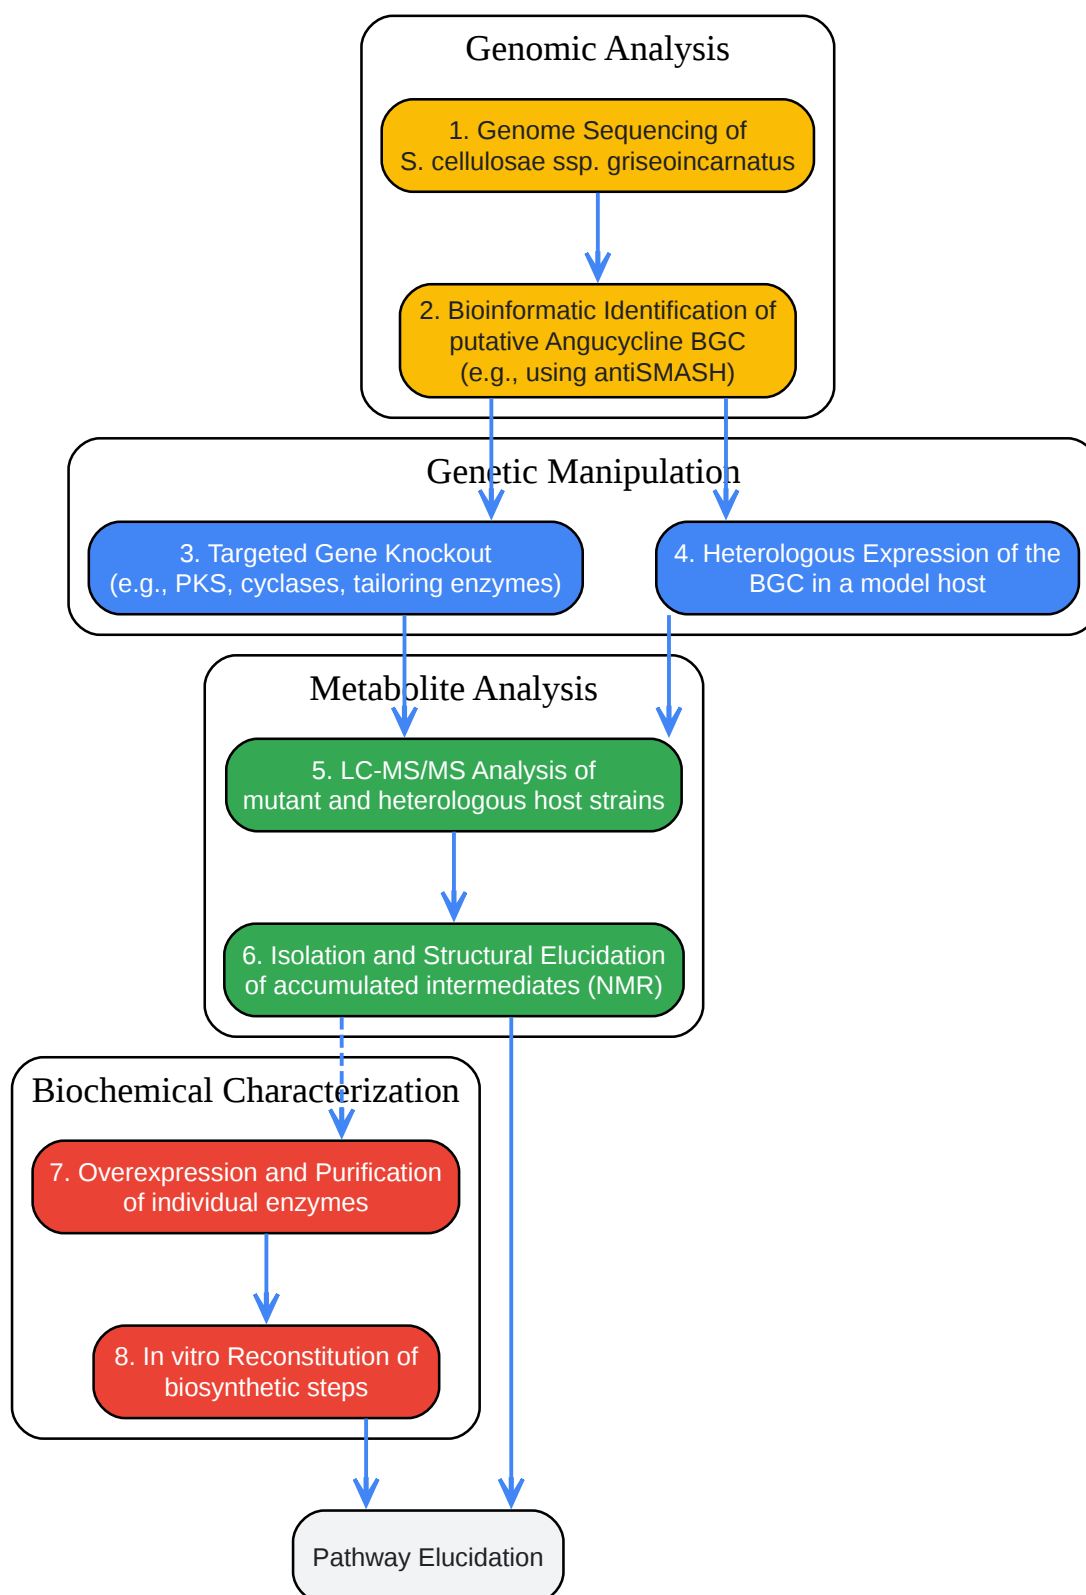 Genomic Analysis
1. Genome Sequencing of
S. cellulosae ssp. griseoincarnatus
2. Bioinformatic Identification of
putative Angucycline BGC
(e.g., using antiSMASH)
Genetic Manipulation
3. Targeted Gene Knockout
(e.g., PKS, cyclases, tailoring enzymes)
4. Heterologous Expression of the
BGC in a model host
Metabolite Analysis
5. LC-MS/MS Analysis of
mutant and heterologous host strains
6. Isolation and Structural Elucidation
of accumulated intermediates (NMR)
Biochemical Characterization
7. Overexpression and Purification
of individual enzymes
8. In vitro Reconstitution of
biosynthetic steps
Pathway Elucidation